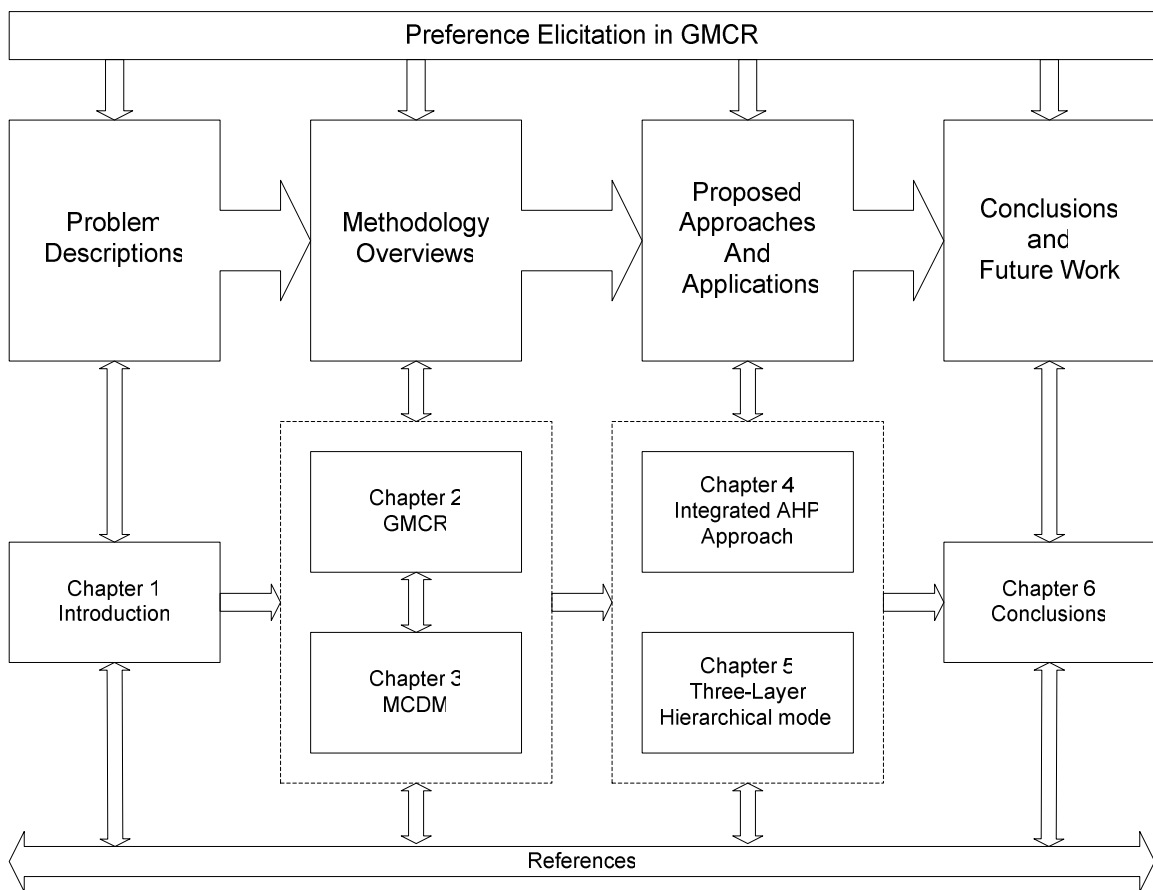 Preference Elicitation in GMCR
Problem
Descriptions
Methodology
Overviews
Proposed
Approaches
And
Applications
Conclusions
and
Future Work
Chapter 1
Introduction
Chapter 2
GMCR
Chapter 3
MCDM
Chapter 4
Integrated AHP
Approach
Chapter 5
Three-Layer
Hierarchical mode
Chapter 6
Conclusions
References